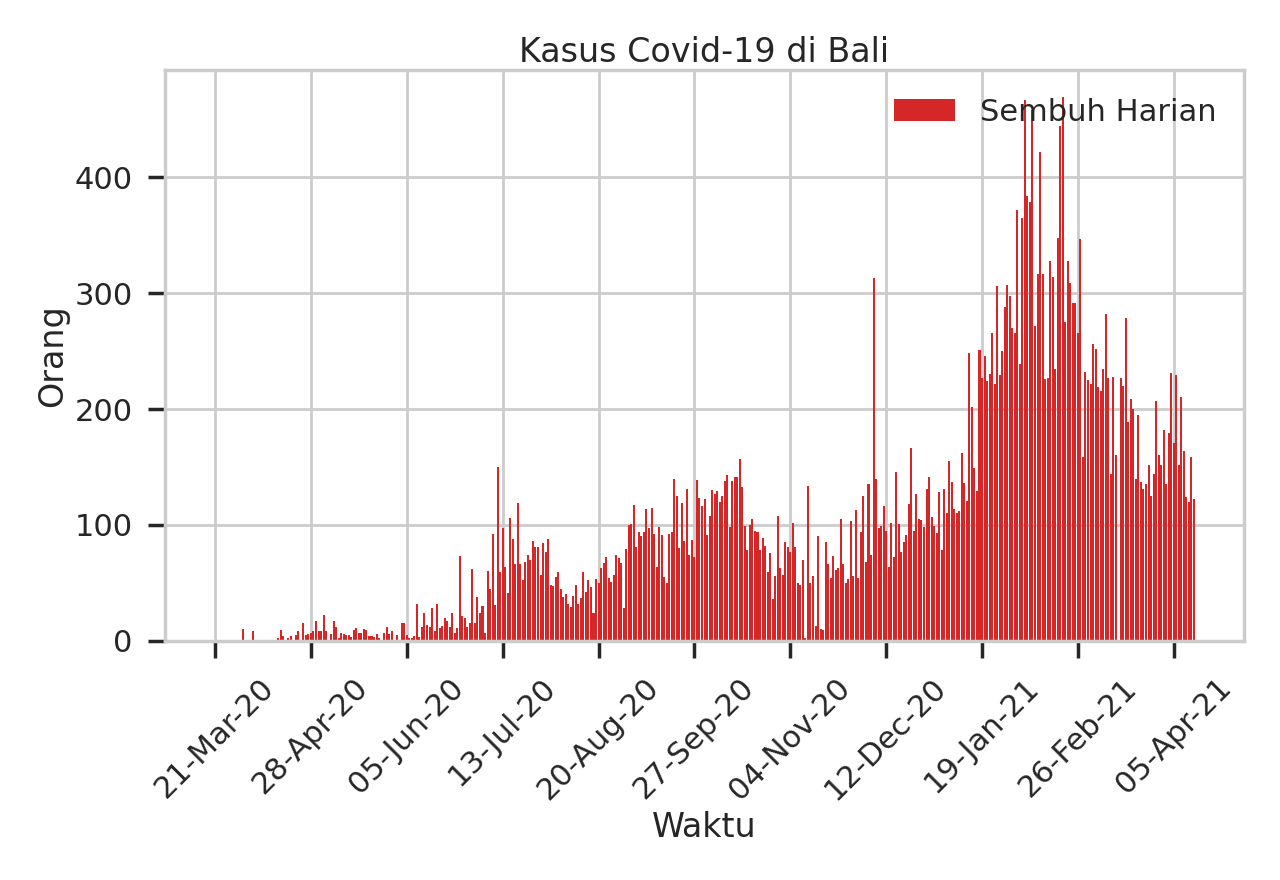 Kasus Covid-19 di Bali
Sembuh Harian
Orang
400
300
200
100
0
21-Mar-20
28-Apr-20
05-Jun-20
13-Jul-20
20-Aug-20
27-Sep-20
04-Nov-20
12-Dec-20
19-Jan-21
26-Feb-21
05-Apr-21
Waktu